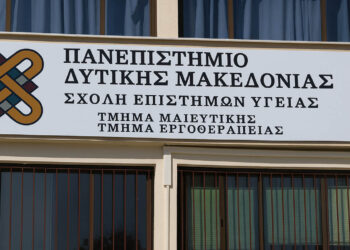 ΠΑΝΕΠΙΣΤΗΜΙΟ
ΔΥΤΙΚΗΣ ΜΑΚΕΔΟΝΙΑΣ
ΣΧΟΛΗ ΕΠΙΣΤΗΜΩΝ ΥΓΕΙΑΣ
ΤΜΗΜΑ ΜΑΙΕΥΤΙΚΗΣ
ΤΜΗΜΑ ΕΡΓΟΘΕΡΑΠΕΙΑΣ